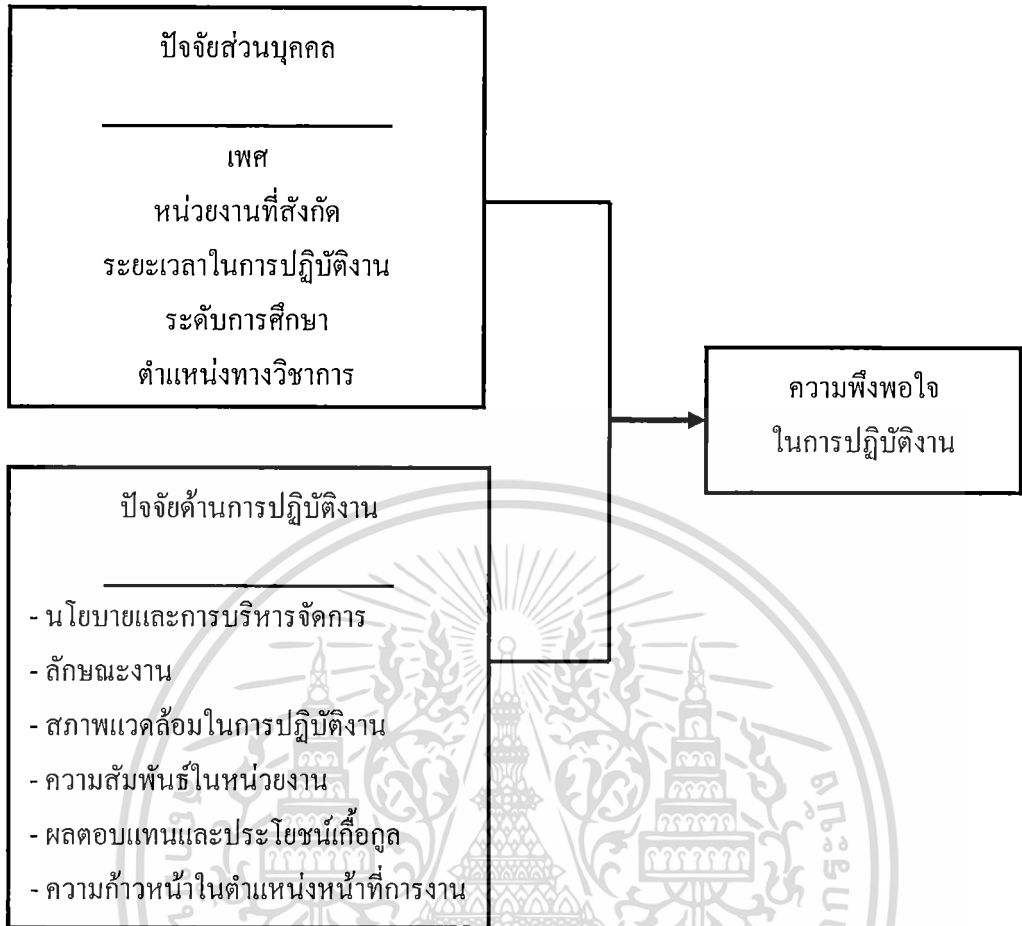 ปัจจัยส่วนบุคคล
เพศ
หน่วยงานที่สังกัด
ระยะเวลาในการปฏิบัติงาน
ระดับการศึกษา
ตำแหน่งทางวิชาการ
ปัจจัยด้านการปฏิบัติงาน
- นโยบายและการบริหารจัดการ
- ลักษณะงาน
- สภาพแวดล้อมในการปฏิบัติงาน
- ความสัมพันธ์ในหน่วยงาน
- ผลตอบแทนและประโยชน์เกื้อกูล
- ความก้าวหน้าในตำแหน่งหน้าที่การงาน
ความพึงพอใจ
ในการปฏิบัติงาน